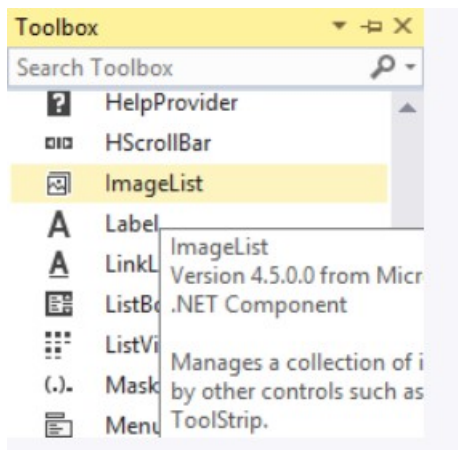 Toolbox
Search Toolbox
HelpProvider
HScrollBar
ImageList
Label
LinkL
ListBo
ListVi
Mask
Menu
ImageList
Version 4.5.0.0 from Micr
.NET Component
Manages a collection of i
by other controls such as
ToolStrip.